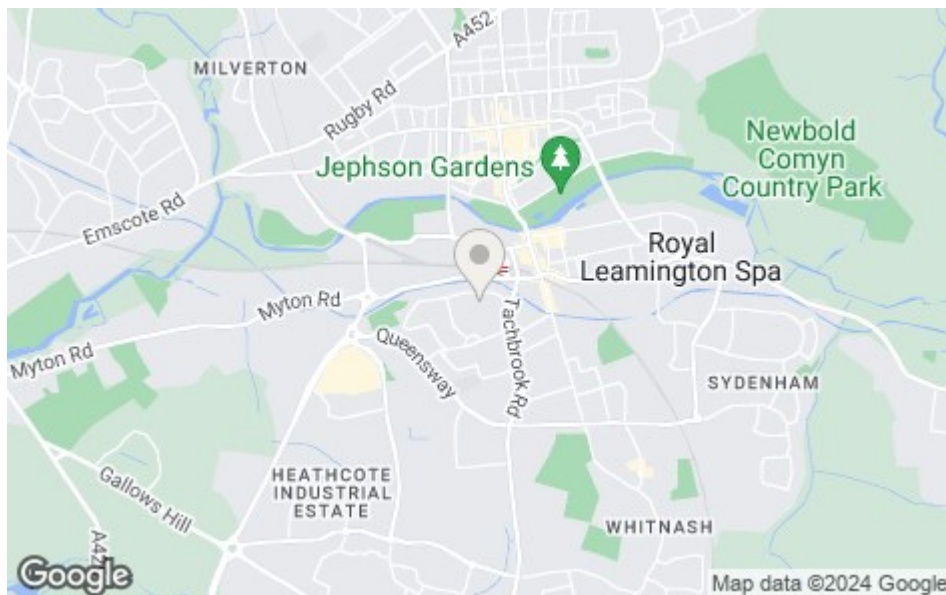 A452
MILVERTON
Rugby Rd
Jephson Gardens
Newbold
Comyn
Country Park
Emscote Rd
Royal
Leamington Spa
Myton Rd
Myton Rd
Queensway
Tachbrook Rd
SYDENHAM
HEATHCOTE
INDUSTRIAL
ESTATE
Gallows Hill
WHITNASH
Google
Map data ©2024 Google